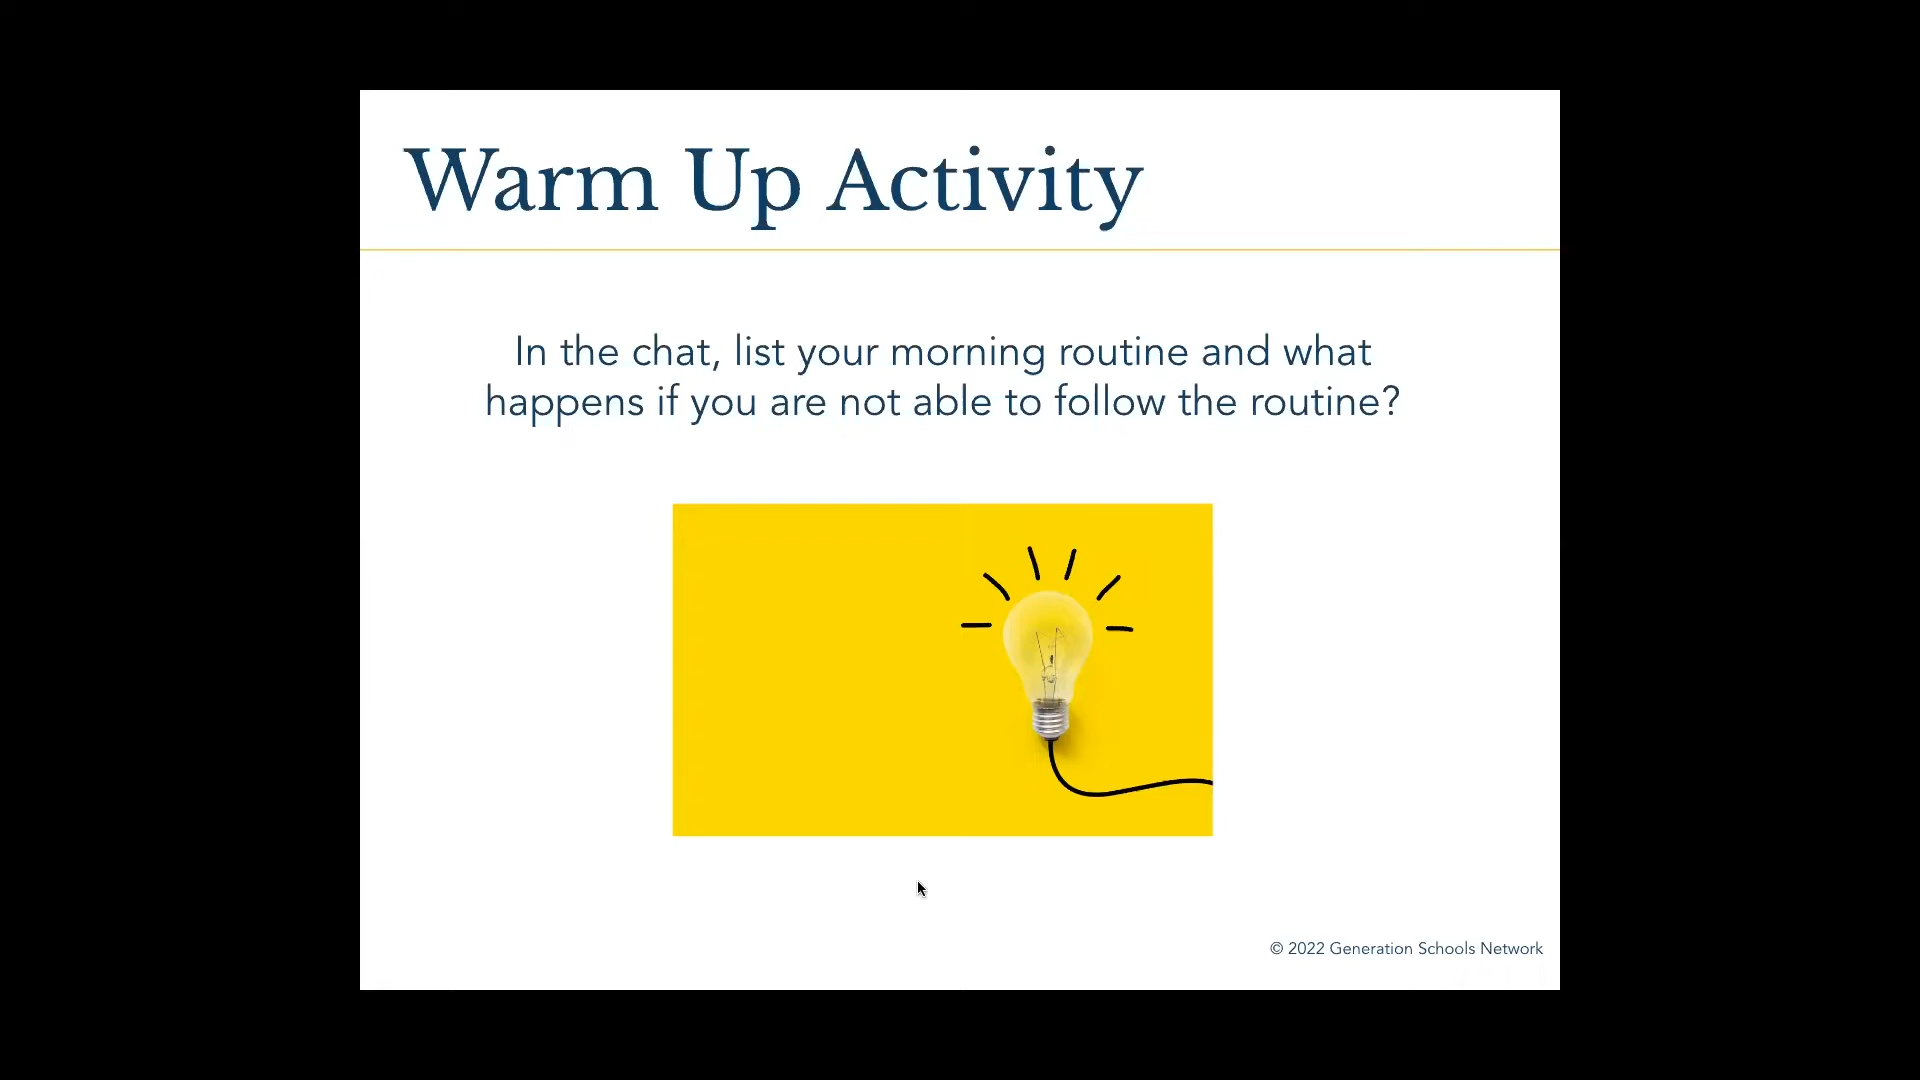 Warm Up Activity
In the chat, list your morning routine and what
happens if you are not able to follow the routine?
© 2022 Generation Schools Network